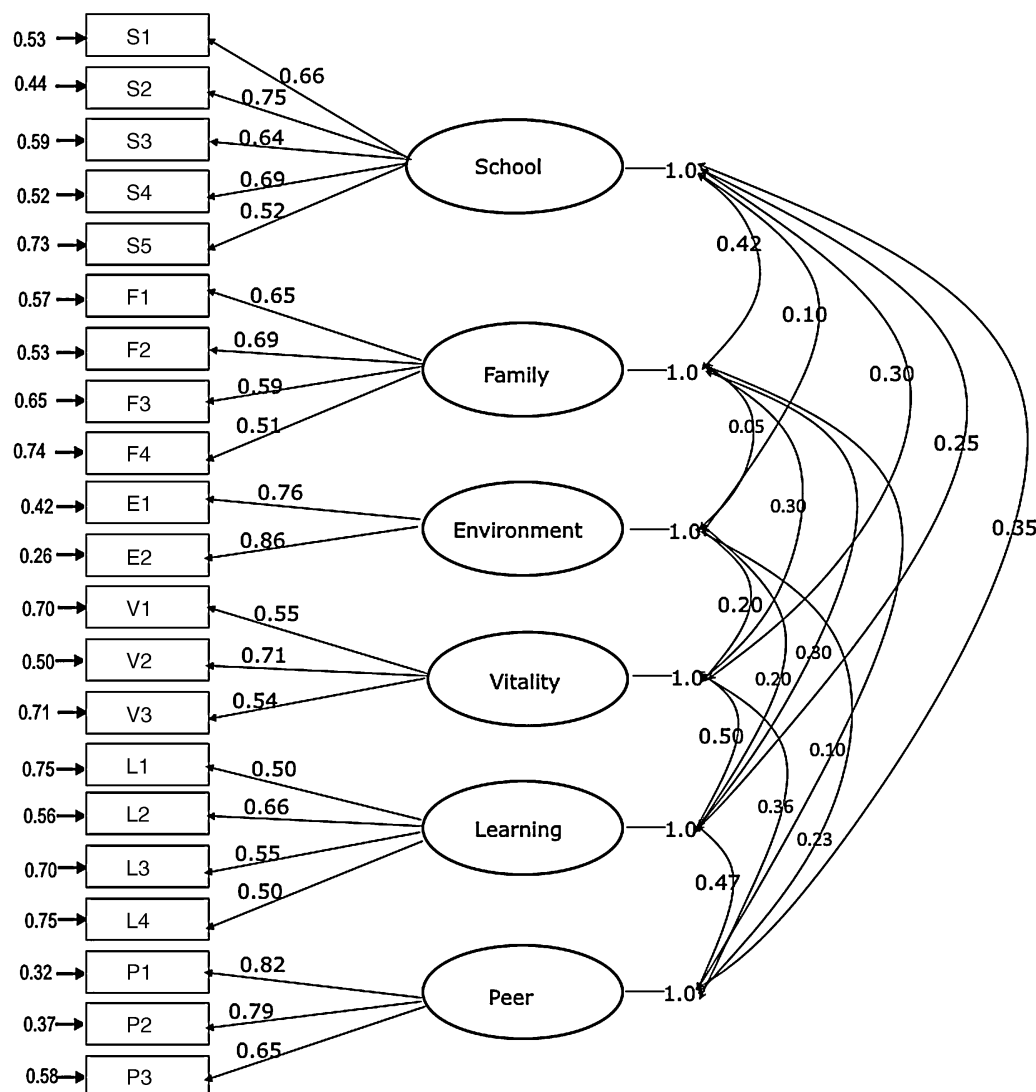 0.53 S1
0.66
0.44 S2 0.75
0.59 S3 0.64
School 1.0
0.52 S4 0.69
0.52
0.73 S5
0.42
0.57 F1 0.65
0.10
0.53 F2 0.69
Family 1.0
0.30
0.65 F3 0.59
0.51
0.05
0.74 F4
0.25
0.42 E1 0.76
0.30
0.35
Environment 1.0
0.26 E2 0.86
0.70 V1 0.55
0.20
0.50 V2 0.71
0.30
Vitality 1.0 0.20
0.71 V3 0.54
0.50
0.10
0.75 L1 0.50
0.56 L2 0.66
0.36
Learning 1.0
0.23
0.70 L3 0.55
0.47
0.50
0.75 L4
0.32 P1 0.82
Peer 1.0
0.37 P2 0.79
0.65
0.58 P3